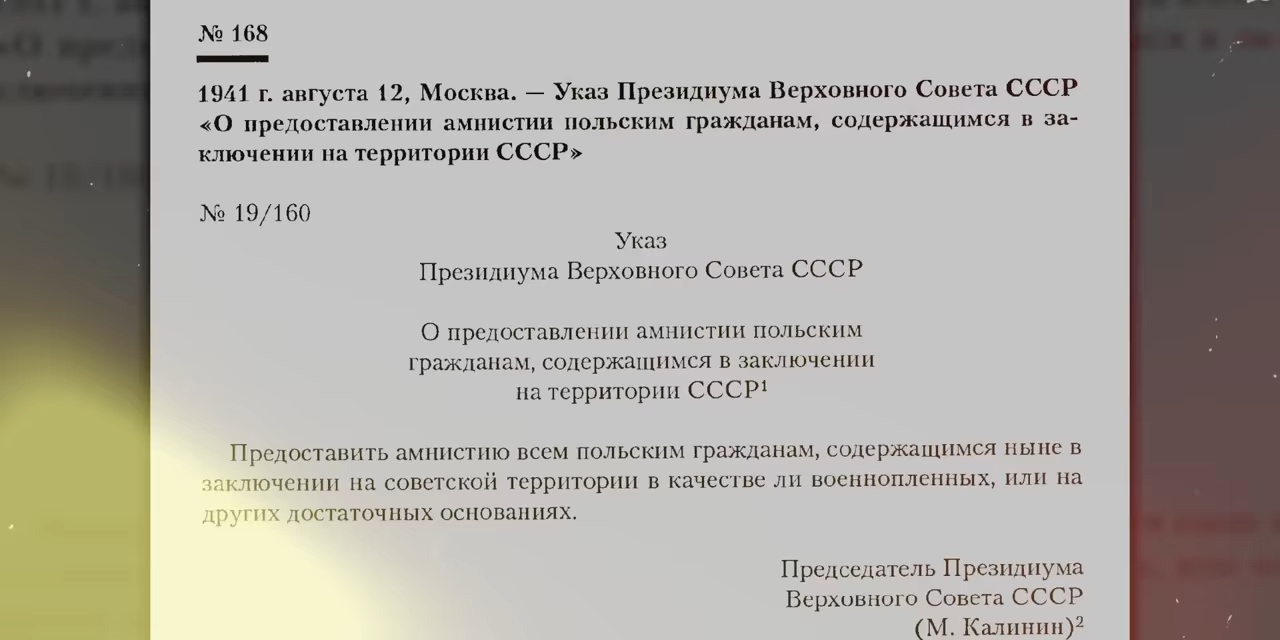 № 168
1941 г. августа 12, Москва. — Указ Президиума Верховного Совета СССР
«О предоставлении амнистии польским гражданам, содержащимся в за-
ключении на территории СССР»
№ 19/160
Указ
Президиума Верховного Совета СССР
О предоставлении амнистии польским
гражданам, содержащимся в заключении
на территории СССР¹
Предоставить амнистию всем польским гражданам, содержащимся ныне в
заключении на советской территории в качестве ли военнопленных, или на
других достаточных основаниях.
Председатель Президиума
Верховного Совета СССР
(М. Калинин)²